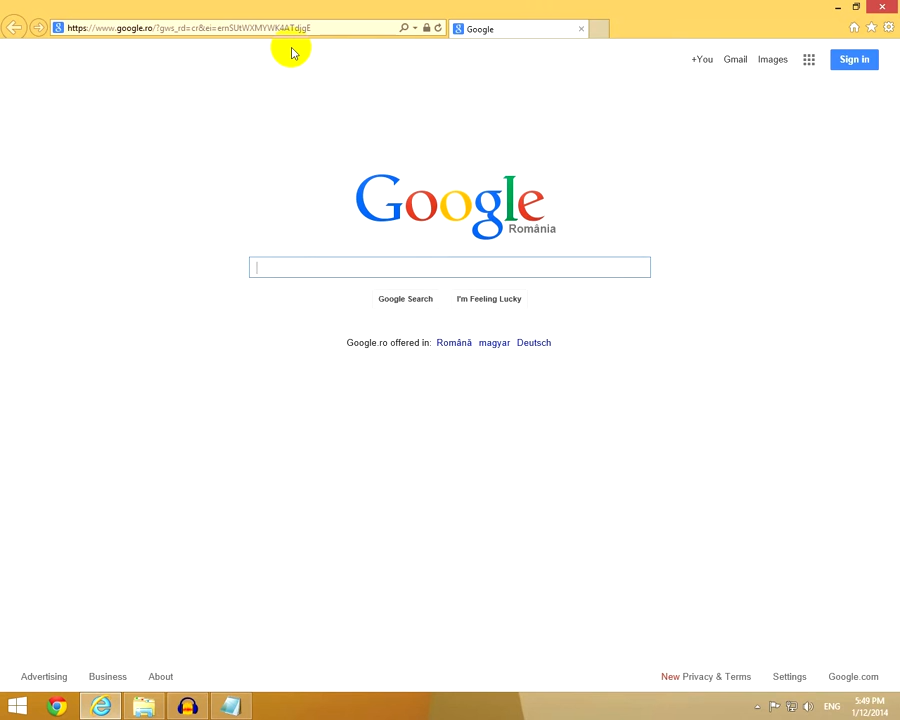 https://www.google.ro/?gws_rd=cr&ei=ernSUtWXMYWK4ATdjgE
Google
+You Gmail Images Sign in
Google
România
Google Search I'm Feeling Lucky
Google.ro offered in: Română magyar Deutsch
Advertising Business About New Privacy & Terms Settings Google.com
ENG
5:49 PM
1/12/2014